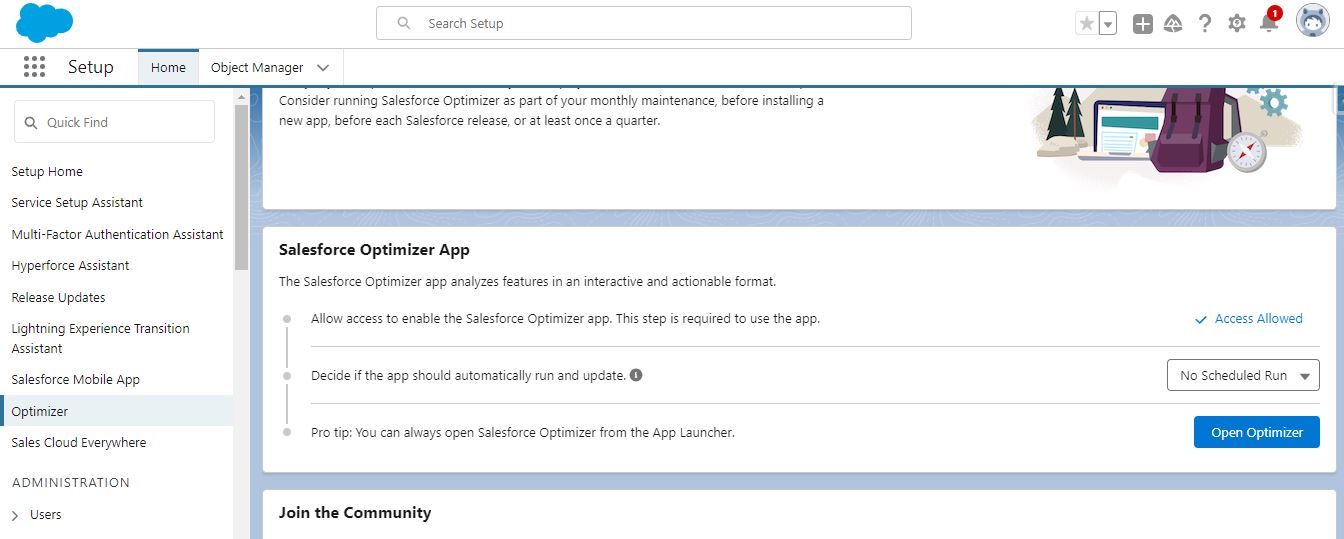 Search Setup
1
Setup
Home
Object Manager
Quick Find
Setup Home
Service Setup Assistant
Multi-Factor Authentication Assistant
Hyperforce Assistant
Release Updates
Lightning Experience Transition
Assistant
Salesforce Mobile App
Optimizer
Sales Cloud Everywhere
ADMINISTRATION
Users
Consider running Salesforce Optimizer as part of your monthly maintenance, before installing a
new app, before each Salesforce release, or at least once a quarter.
Salesforce Optimizer App
The Salesforce Optimizer app analyzes features in an interactive and actionable format.
Allow access to enable the Salesforce Optimizer app. This step is required to use the app.
Access Allowed
Decide if the app should automatically run and update.
No Scheduled Run
Pro tip: You can always open Salesforce Optimizer from the App Launcher.
Open Optimizer
Join the Community